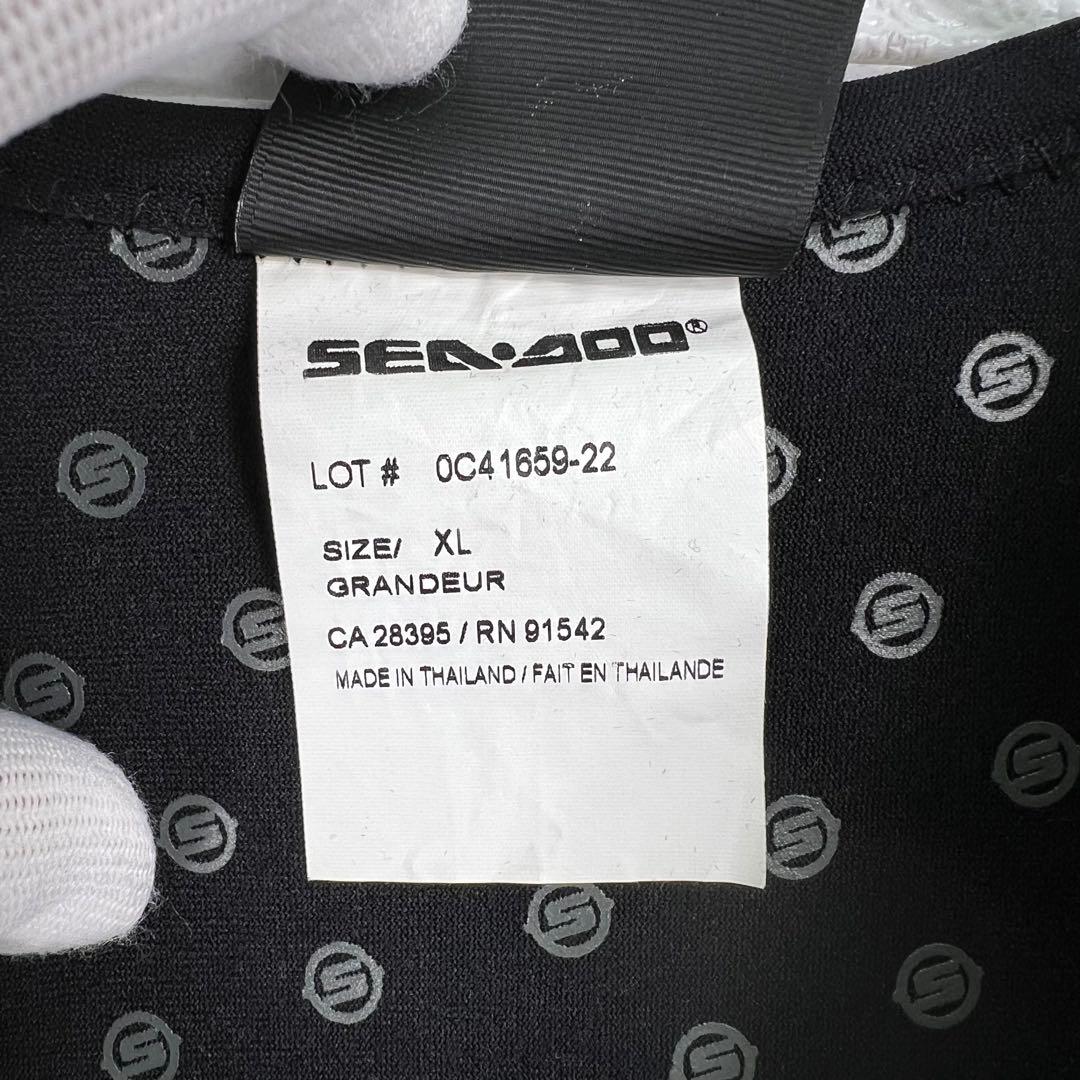 SEA•DOO®
LOT # 0C41659-22
SIZE/ XL
GRANDEUR
CA 28395 / RN 91542
MADE IN THAILAND / FAIT EN THAILANDE